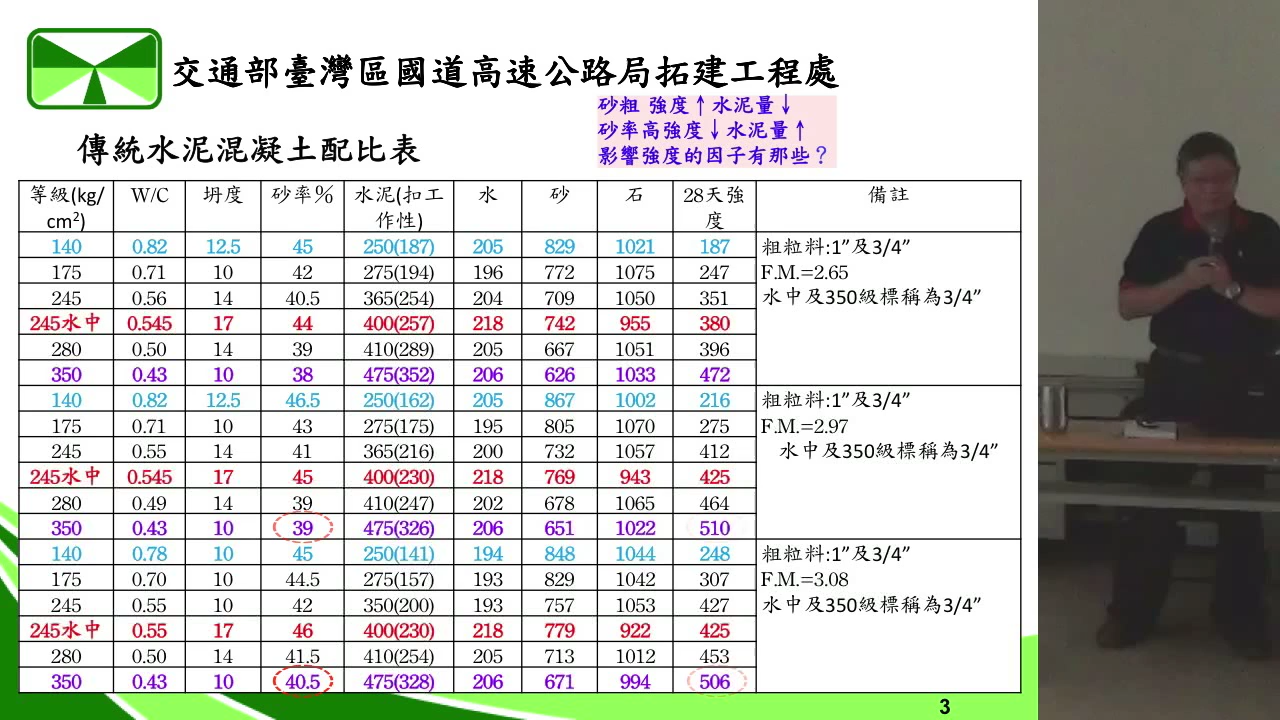 交通部臺灣區國道高速公路局拓建工程處
砂粗 強度↑水泥量↓
砂率高強度↓水泥量↑
影響強度的因子有那些？
傳統水泥混凝土配比表
等級(kg/cm²) W/C 坍度 砂率% 水泥(扣工作性) 水 砂 石 28天強度 備註
140 0.82 12.5 45 250(187) 205 829 1021 187 粗粒料:1”及3/4”
175 0.71 10 42 275(194) 196 772 1075 247 F.M.=2.65
245 0.56 14 40.5 365(254) 204 709 1050 351 水中及350級標稱為3/4”
245水中 0.545 17 44 400(257) 218 742 955 380
280 0.50 14 39 410(289) 205 667 1051 396
350 0.43 10 38 475(352) 206 626 1033 472
140 0.82 12.5 46.5 250(162) 205 867 1002 216 粗粒料:1”及3/4”
175 0.71 10 43 275(175) 195 805 1070 275 F.M.=2.97
245 0.55 14 41 365(216) 200 732 1057 412 水中及350級標稱為3/4”
245水中 0.545 17 45 400(230) 218 769 943 425
280 0.49 14 39 410(247) 202 678 1065 464
350 0.43 10 39 475(326) 206 651 1022 510
140 0.78 10 45 250(141) 194 848 1044 248 粗粒料:1”及3/4”
175 0.70 10 44.5 275(157) 193 829 1042 307 F.M.=3.08
245 0.55 10 42 350(200) 193 757 1053 427 水中及350級標稱為3/4”
245水中 0.55 17 46 400(230) 218 779 922 425
280 0.50 14 41.5 410(254) 205 713 1012 453
350 0.43 10 40.5 475(328) 206 671 994 506
3